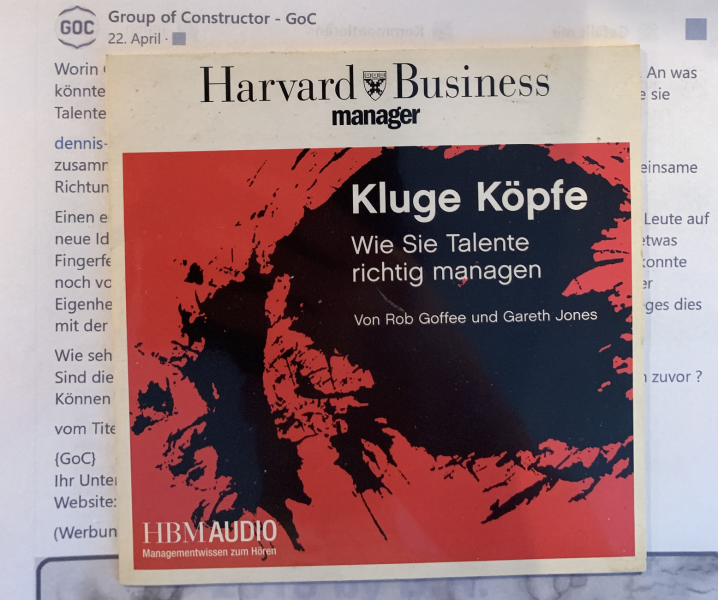 GOC Group of Constructor - GoC
22. April ·
Worin An was
könnte e sie
Talente
dennis-
zusamm einsame
Richtun
Einen e Leute auf
neue Id etwas
Fingerfe konnte
noch vo er
Eigenhe eges dies
mit der
Wie seh
Sind die n zuvor ?
Können
vom Tite
{GoC}
Ihr Unter
Website:
(Werbun
Harvard Business
manager
Kluge Köpfe
Wie Sie Talente
richtig managen
Von Rob Goffee und Gareth Jones
HBM AUDIO
Managementwissen zum Hören